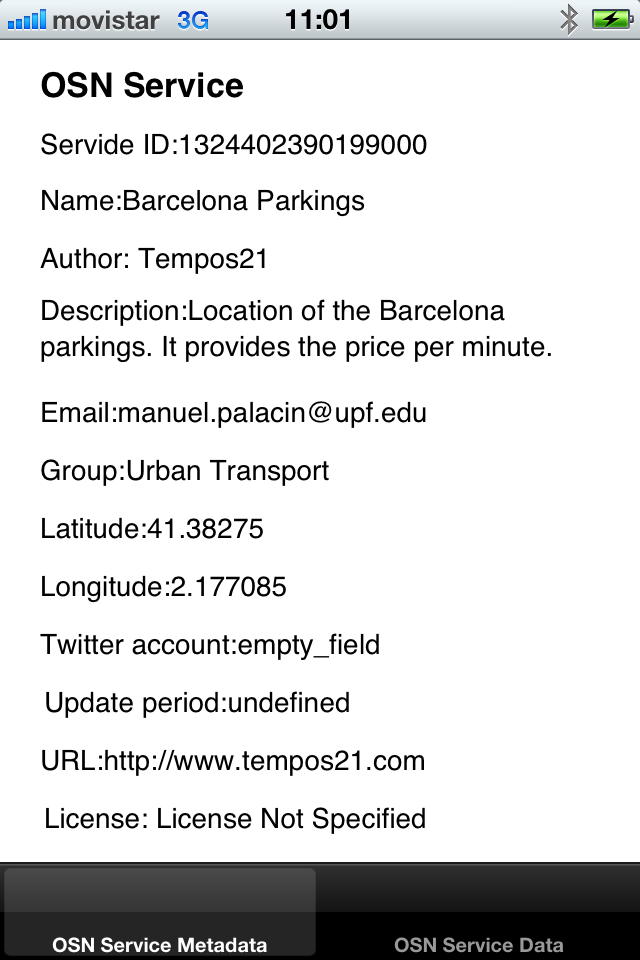 movistar 3G 11:01
OSN Service
Servide ID:1324402390199000
Name:Barcelona Parkings
Author: Tempos21
Description:Location of the Barcelona
parkings. It provides the price per minute.
Email:manuel.palacin@upf.edu
Group:Urban Transport
Latitude:41.38275
Longitude:2.177085
Twitter account:empty_field
Update period:undefined
URL:http://www.tempos21.com
License: License Not Specified
OSN Service Metadata OSN Service Data